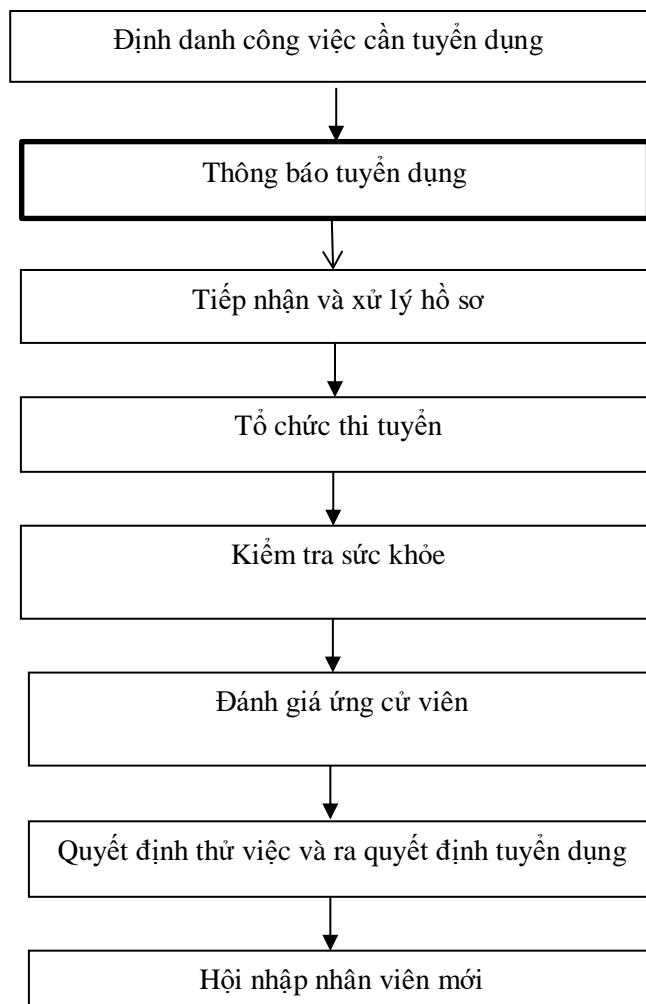 Định danh công việc cần tuyển dụng
Thông báo tuyển dụng
Tiếp nhận và xử lý hồ sơ
Tổ chức thi tuyển
Kiểm tra sức khỏe
Đánh giá ứng cử viên
Quyết định thử việc và ra quyết định tuyển dụng
Hội nhập nhân viên mới